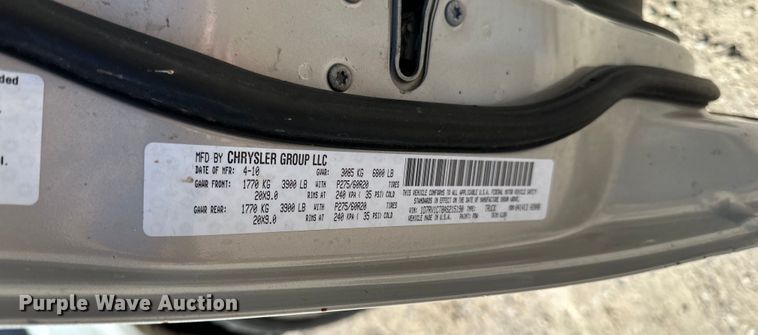 ded
l.
MFD BY CHRYSLER GROUP LLC
DATE OF MFR: 4-10 GVWR: 3085 KG 6800 LB
GAWR FRONT: 1770 KG 3900 LB WITH P275/60R20 TIRES
20X9.0 RIMS AT 240 KPA ( 35 PSI) COLD
GAWR REAR: 1770 KG 3900 LB WITH P275/60R20 TIRES
20X9.0 RIMS AT 240 KPA ( 35 PSI) COLD
THIS VEHICLE CONFORMS TO ALL APPLICABLE U.S.A. FEDERAL MOTOR VEHICLE SAFETY
STANDARDS IN EFFECT ON THE DATE OF MANUFACTURE SHOWN ABOVE.
VIN: TYPE: TRUCK
VEHICLE MADE IN U.S.A. PAINT:
Purple Wave Auction